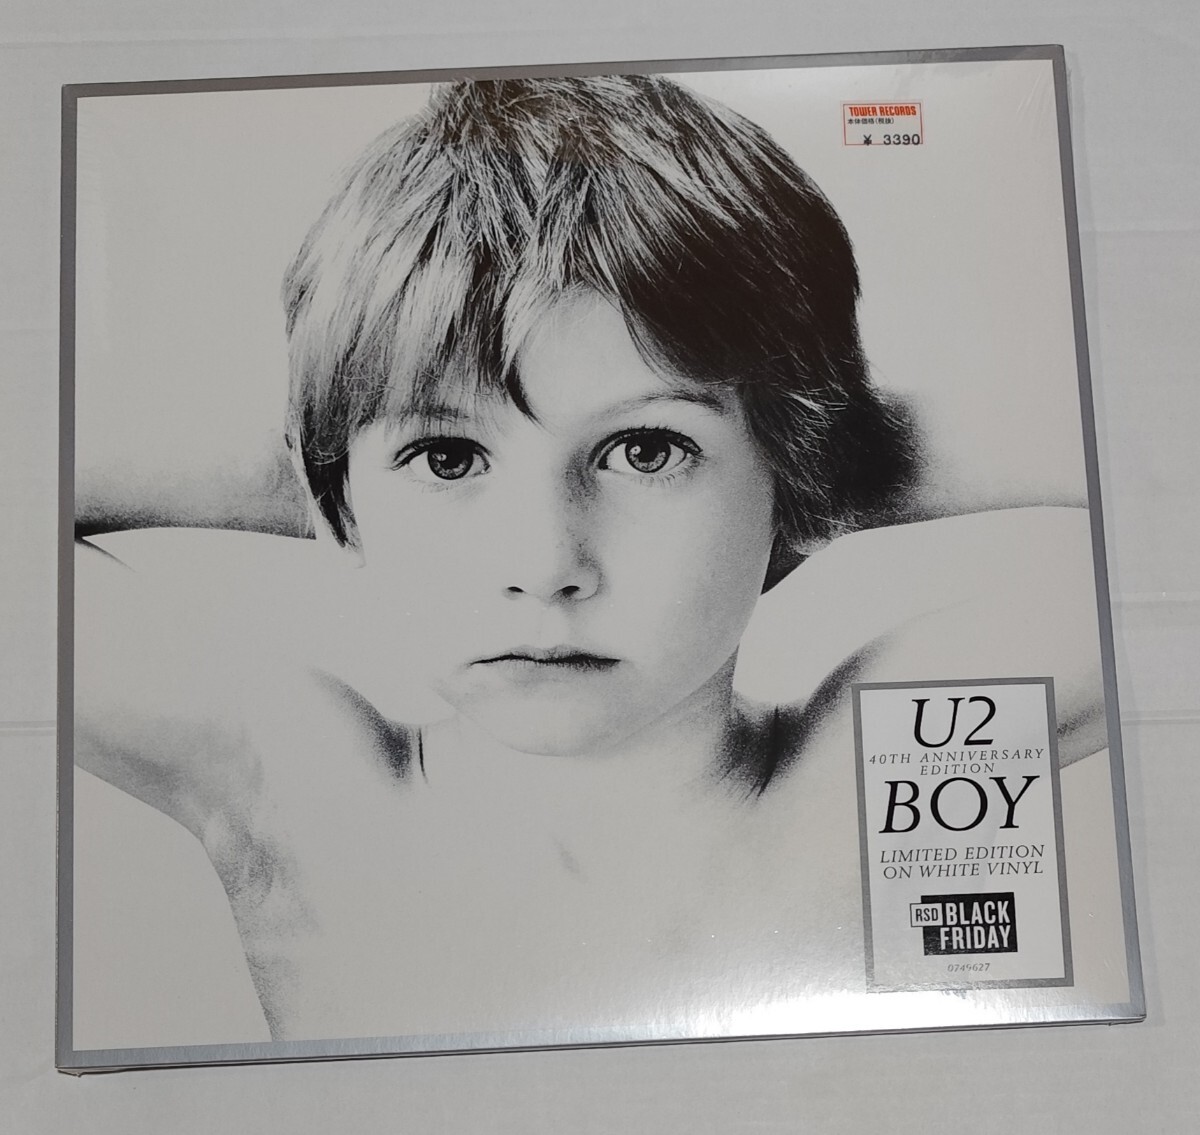 TOWER RECORDS
本体価格(税抜)
¥ 3390
U2
40TH ANNIVERSARY
EDITION
BOY
LIMITED EDITION
ON WHITE VINYL
RSD BLACK
FRIDAY
0749627